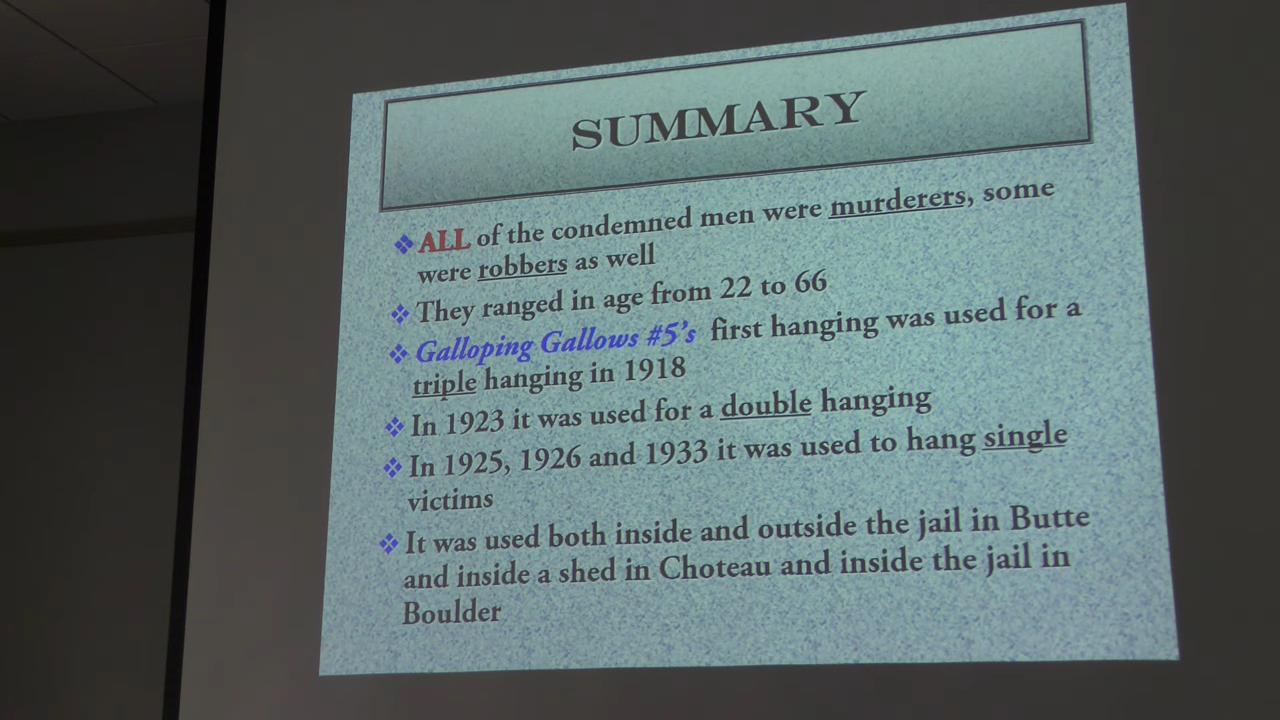 SUMMARY
ALL of the condemned men were murderers, some
were robbers as well
They ranged in age from 22 to 66
Galloping Gallows #5's first hanging was used for a
triple hanging in 1918
In 1923 it was used for a double hanging
In 1925, 1926 and 1933 it was used to hang single
victims
It was used both inside and outside the jail in Butte
and inside a shed in Choteau and inside the jail in
Boulder